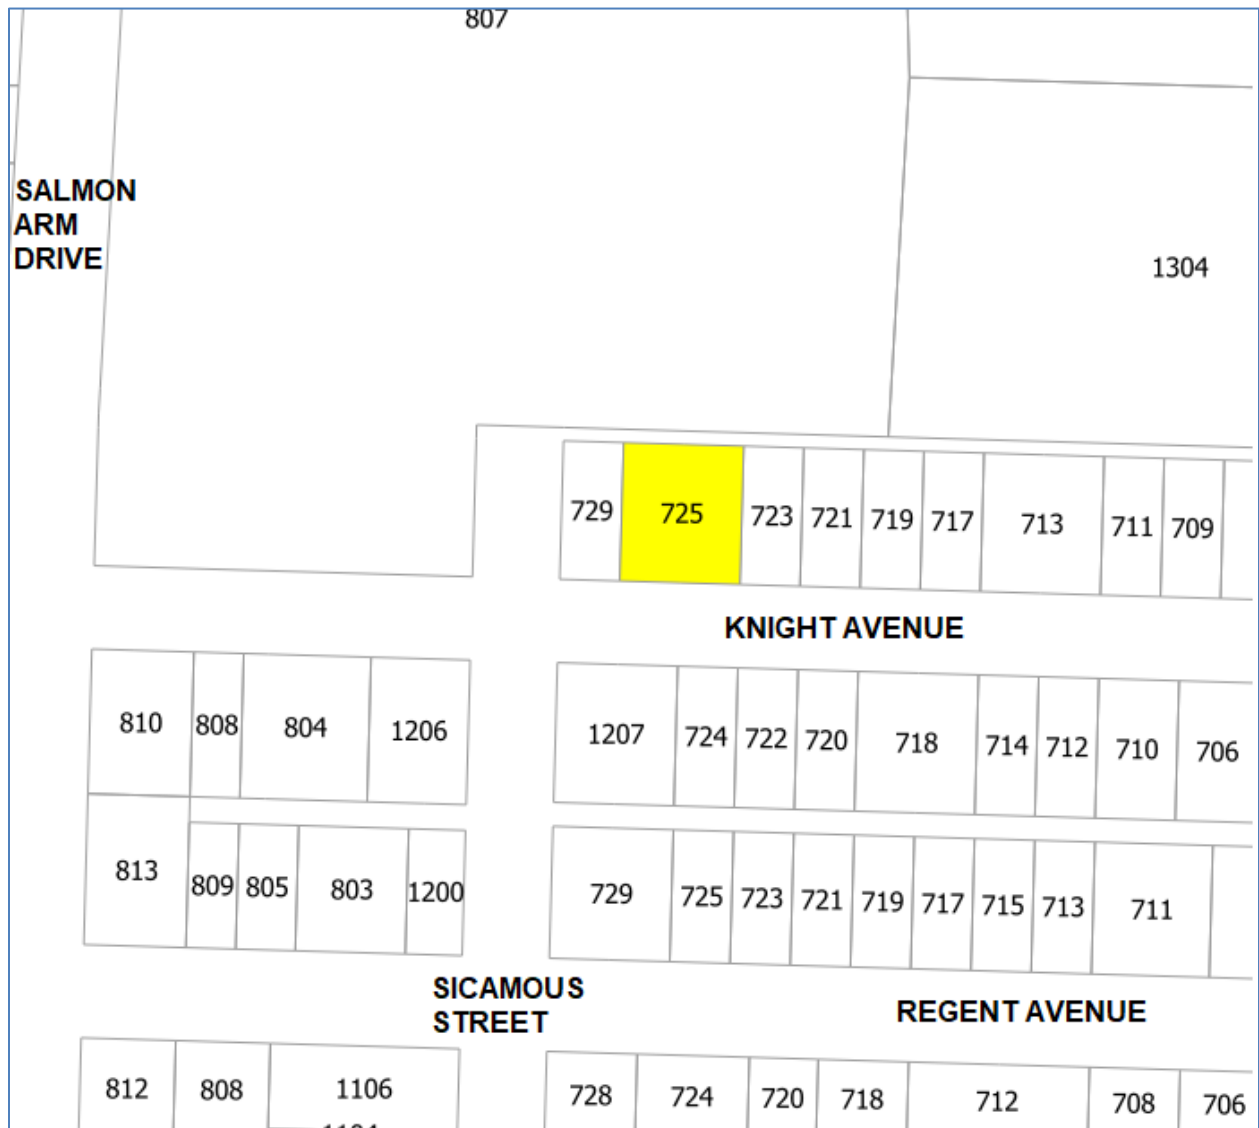 807
SALMON
ARM
DRIVE
1304
729 725 723 721 719 717 713 711 709
KNIGHT AVENUE
810 808 804 1206 1207 724 722 720 718 714 712 710 706
813 809 805 803 1200 729 725 723 721 719 717 715 713 711
SICAMOUS
STREET
REGENT AVENUE
812 808 1106 728 724 720 718 712 708 706